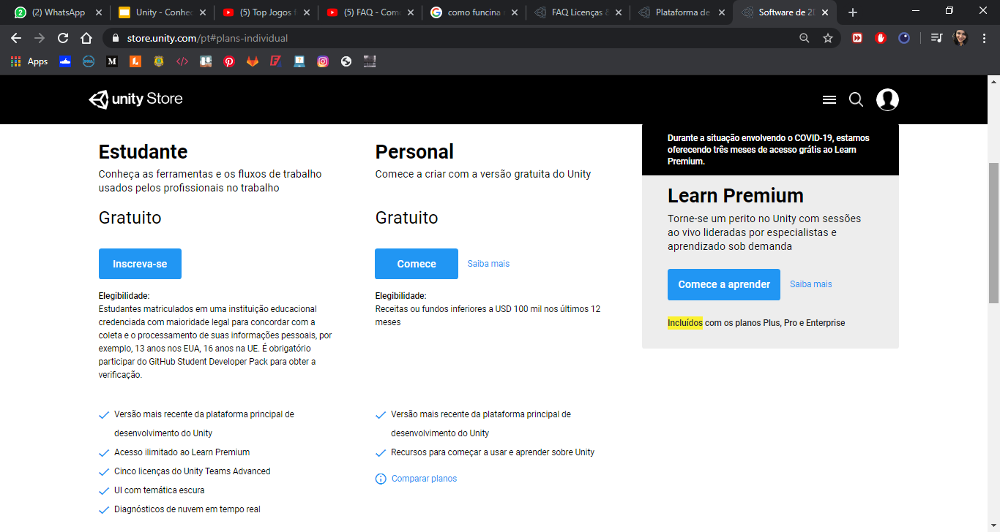 (2) WhatsApp
Unity - Conhe
(5) Top Jogos f
(5) FAQ - Com
como funcina
FAQ Licenças &
Plataforma de
Software de 2D
store.unity.com/pt#plans-individual
Apps
unity Store
Estudante
Conheça as ferramentas e os fluxos de trabalho
usados pelos profissionais no trabalho
Gratuito
Inscreva-se
Elegibilidade:
Estudantes matriculados em uma instituição educacional
credenciada com maioridade legal para concordar com a
coleta e o processamento de suas informações pessoais, por
exemplo, 13 anos nos EUA, 16 anos na UE. É obrigatório
participar do GitHub Student Developer Pack para obter a
verificação.
Versão mais recente da plataforma principal de
desenvolvimento do Unity
Acesso ilimitado ao Learn Premium
Cinco licenças do Unity Teams Advanced
UI com temática escura
Diagnósticos de nuvem em tempo real
Personal
Comece a criar com a versão gratuita do Unity
Gratuito
Comece
Saiba mais
Elegibilidade:
Receitas ou fundos inferiores a USD 100 mil nos últimos 12
meses
Versão mais recente da plataforma principal de
desenvolvimento do Unity
Recursos para começar a usar e aprender sobre Unity
Comparar planos
Durante a situação envolvendo o COVID-19, estamos
oferecendo três meses de acesso grátis ao Learn
Premium.
Learn Premium
Torne-se um perito no Unity com sessões
ao vivo lideradas por especialistas e
aprendizado sob demanda
Comece a aprender
Saiba mais
Incluídos com os planos Plus, Pro e Enterprise